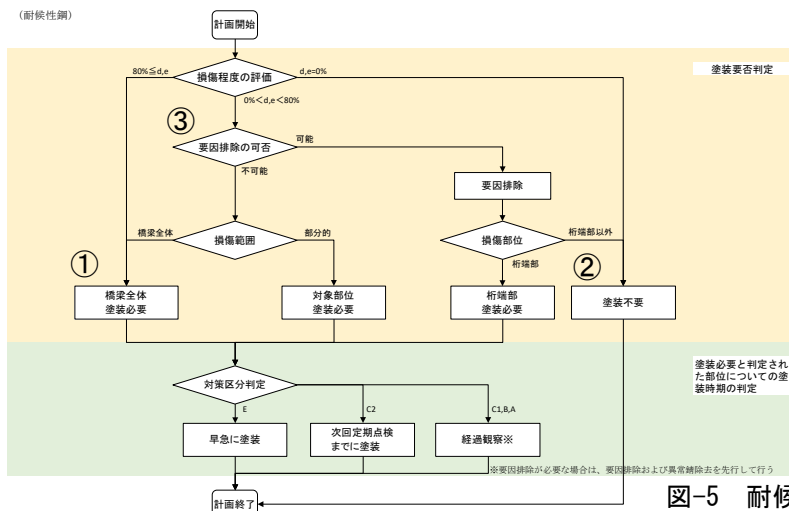 (耐候性鋼)
計画開始
塗装要否判定
80%≦d,e
損傷程度の評価
d,e=0%
0%＜d,e＜80%
③
要因排除の可否
可能
不可能
要因排除
橋梁全体
損傷範囲
部分的
損傷部位
桁端部以外
桁端部
①
②
橋梁全体
塗装必要
対象部位
塗装必要
桁端部
塗装必要
塗装不要
塗装必要と判定され
た部位についての塗
装時期の判定
対策区分判定
E
C2
C1,B,A
早急に塗装
次回定期点検
までに塗装
経過観察※
※要因排除が必要な場合は、要因排除および異常錆除去を先行して行う
計画終了
図-5 耐候